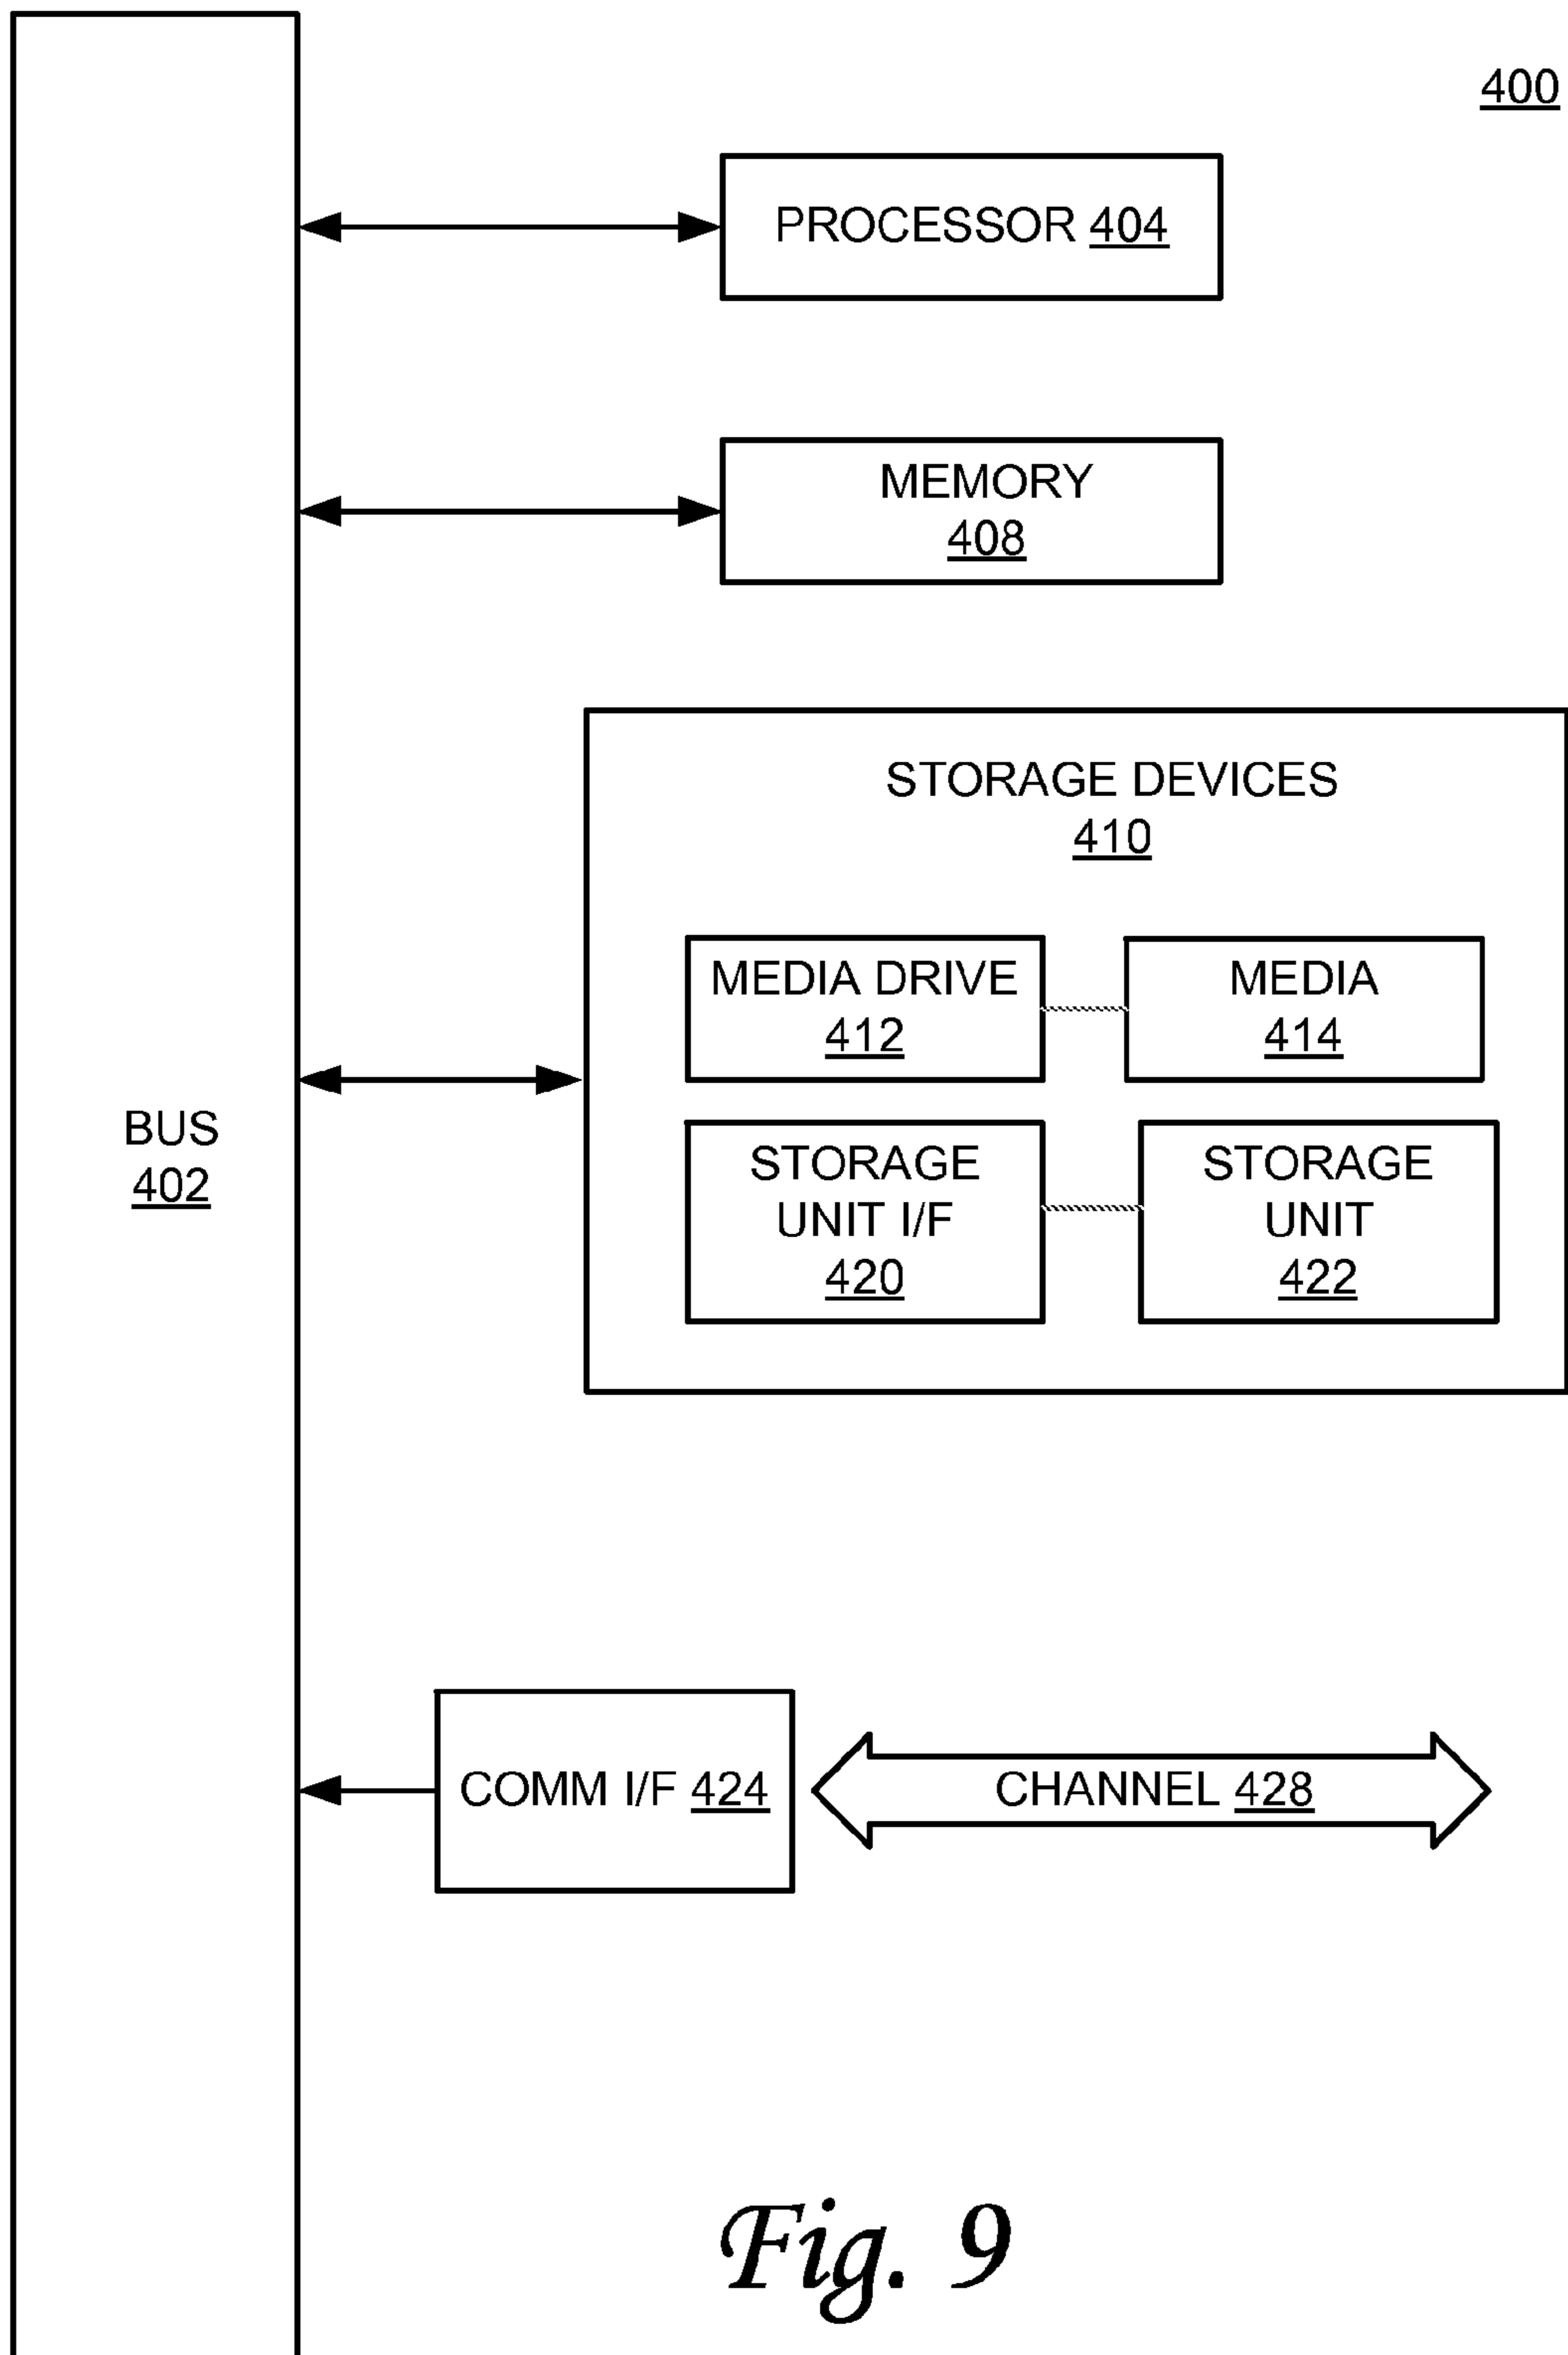 400
PROCESSOR 404
MEMORY
408
STORAGE DEVICES
410
MEDIA DRIVE
412
MEDIA
414
BUS
402
STORAGE
UNIT I/F
420
STORAGE
UNIT
422
COMM I/F 424
CHANNEL 428
Fig. 9